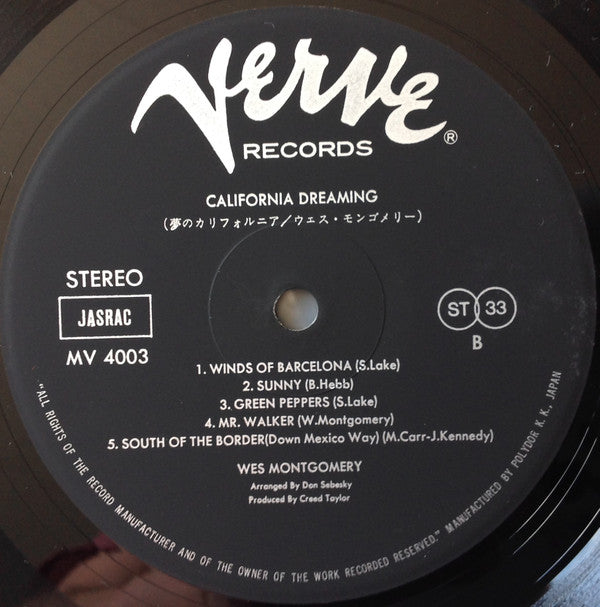 Verve
RECORDS ®
CALIFORNIA DREAMING
(夢のカリフォルニア/ウェス・モンゴメリー)
STEREO
JASRAC
MV 4003
ST 33
B
1. WINDS OF BARCELONA (S.Lake)
2. SUNNY (B.Hebb)
3. GREEN PEPPERS (S.Lake)
4. MR. WALKER (W.Montgomery)
5. SOUTH OF THE BORDER(Down Mexico Way) (M.Carr-J.Kennedy)
WES MONTGOMERY
Arranged By Don Sebesky
Produced By Creed Taylor
"ALL RIGHTS OF THE RECORD MANUFACTURER AND OF THE OWNER OF THE WORK RECORDED RESERVED." MANUFACTURED BY POLYDOR K. K., JAPAN